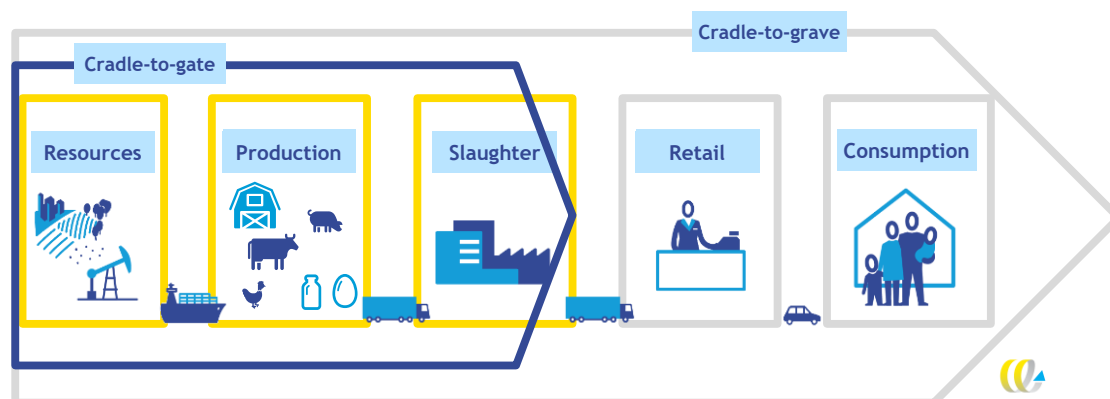 Cradle-to-grave
Cradle-to-gate
Resources
Production
Slaughter
Retail
Consumption